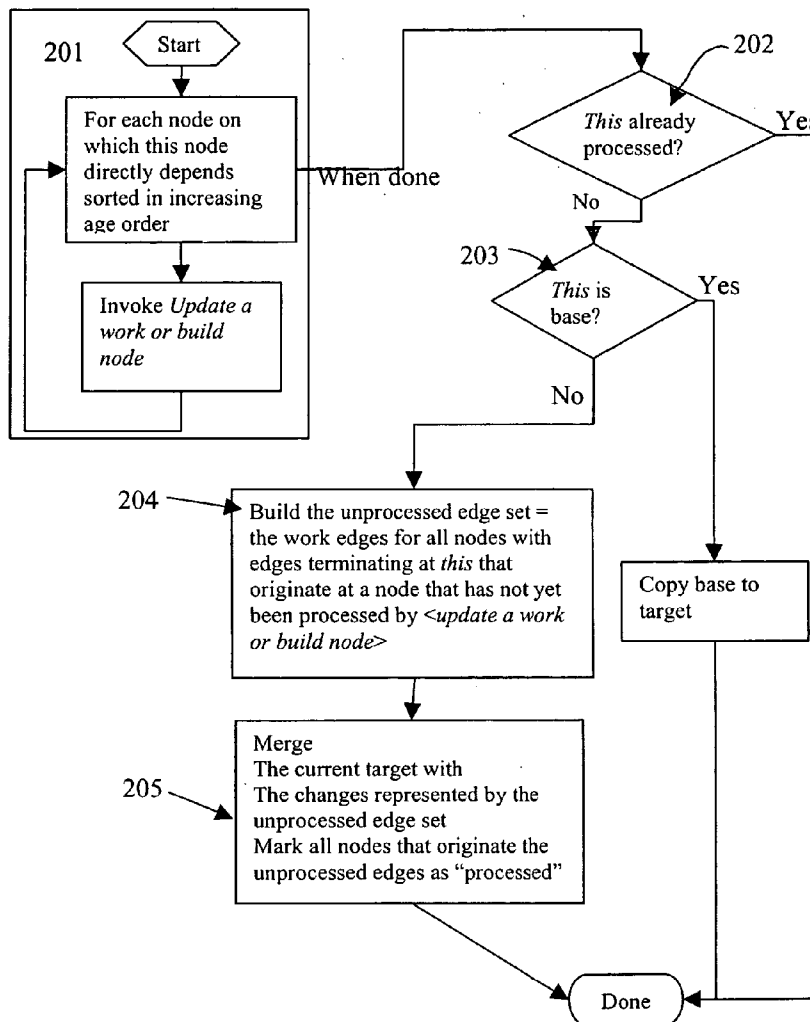 201
Start
For each node on
which this node
directly depends
sorted in increasing
age order
When done
Invoke Update a
work or build
node
202
This already
processed?
Yes
No
203
This is
base?
Yes
No
204
Build the unprocessed edge set =
the work edges for all nodes with
edges terminating at this that
originate at a node that has not yet
been processed by <update a work
or build node>
Copy base to
target
205
Merge
The current target with
The changes represented by the
unprocessed edge set
Mark all nodes that originate the
unprocessed edges as “processed”
Done